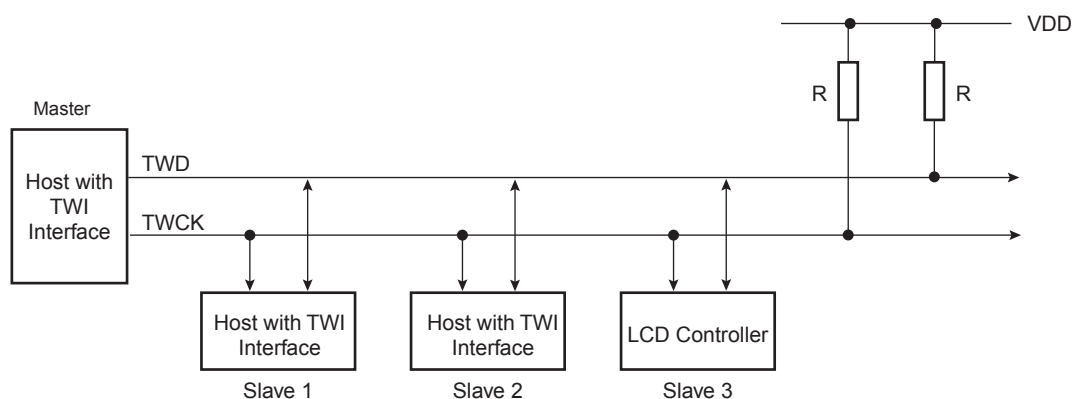 VDD
R
R
Master
Host with
TWI
Interface
TWD
TWCK
Host with TWI
Interface
Slave 1
Host with TWI
Interface
Slave 2
LCD Controller
Slave 3